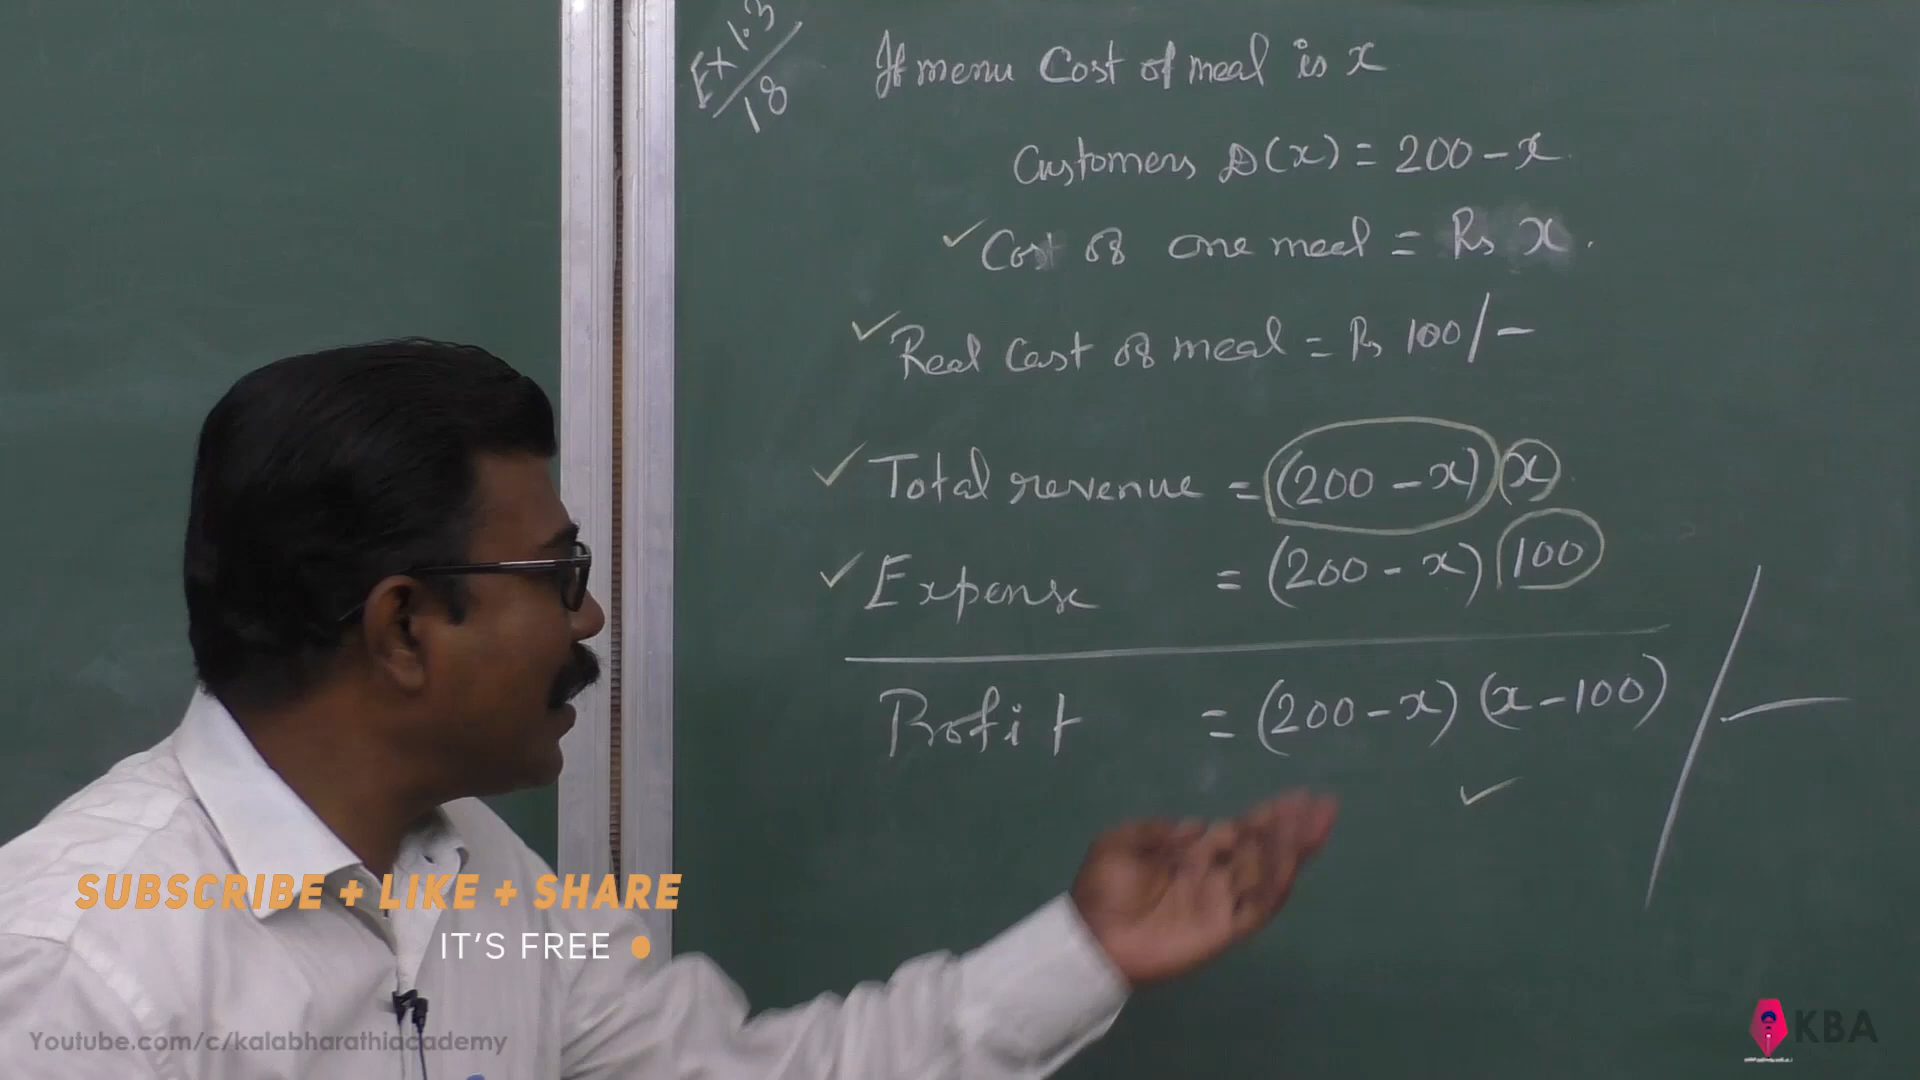 Ex 1.3
18
If menu Cost of meal is x
Customers D(x) = 200 - x
✓ Cost of one meal = Rs x.
✓ Real Cost of meal = Rs 100/-
✓ Total revenue = (200 - x) (x)
✓ Expense = (200 - x) (100)
Profit = (200 - x) (x - 100) /-
✓
SUBSCRIBE + LIKE + SHARE
IT'S FREE
Youtube.com/c/kalabharathiacademy
KBA